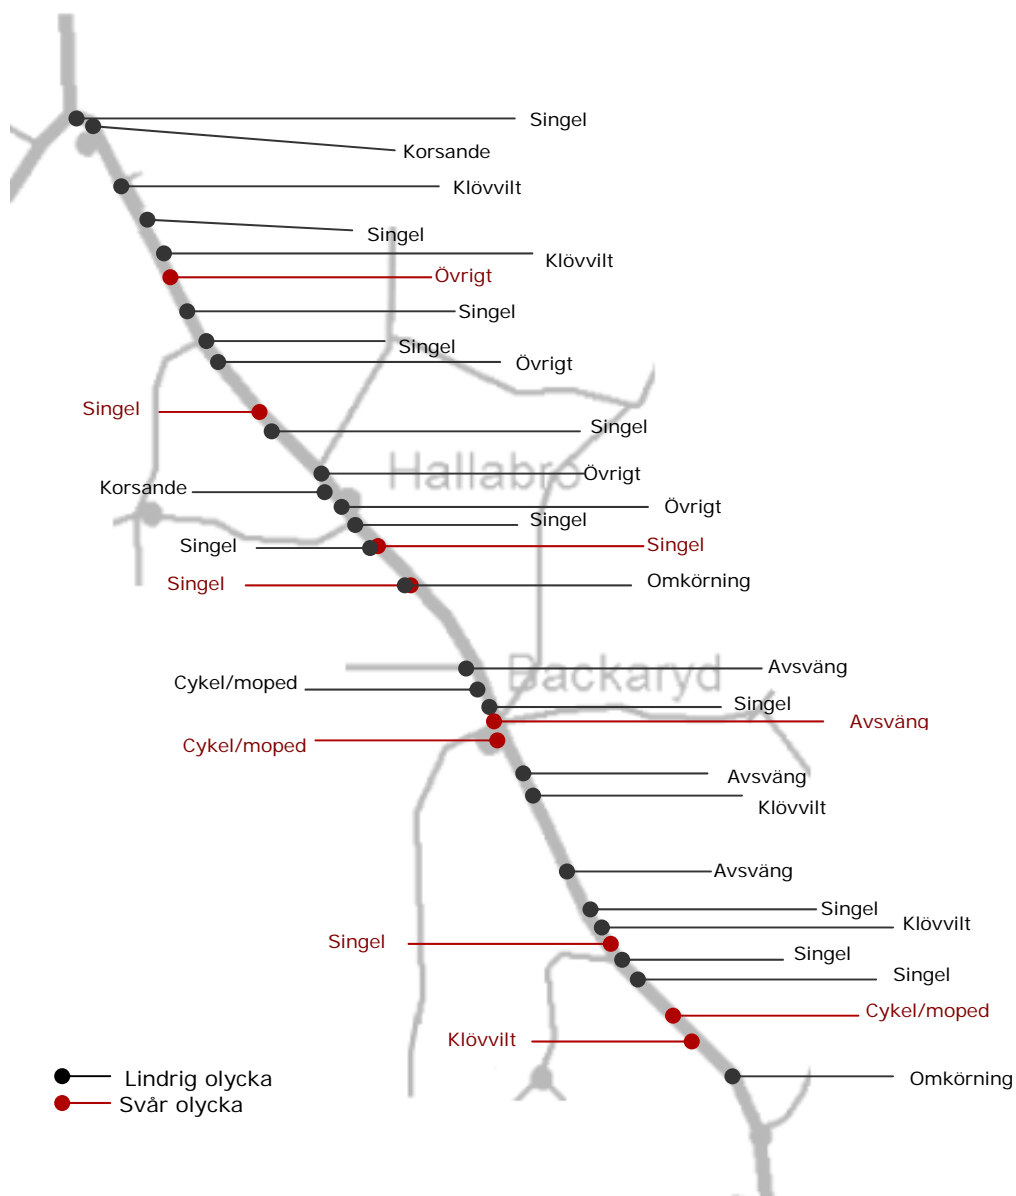 Singel
Korsande
Klövvilt
Singel
Klövvilt
Övrigt
Singel
Singel
Övrigt
Singel
Singel
Hallabro
Övrigt
Korsande
Övrigt
Singel
Singel
Singel
Singel
Omkörning
Backaryd
Avsväng
Cykel/moped
Singel
Avsväng
Cykel/moped
Avsväng
Klövvilt
Avsväng
Singel
Klövvilt
Singel
Singel
Singel
Cykel/moped
Klövvilt
Omkörning
Lindrig olycka
Svår olycka